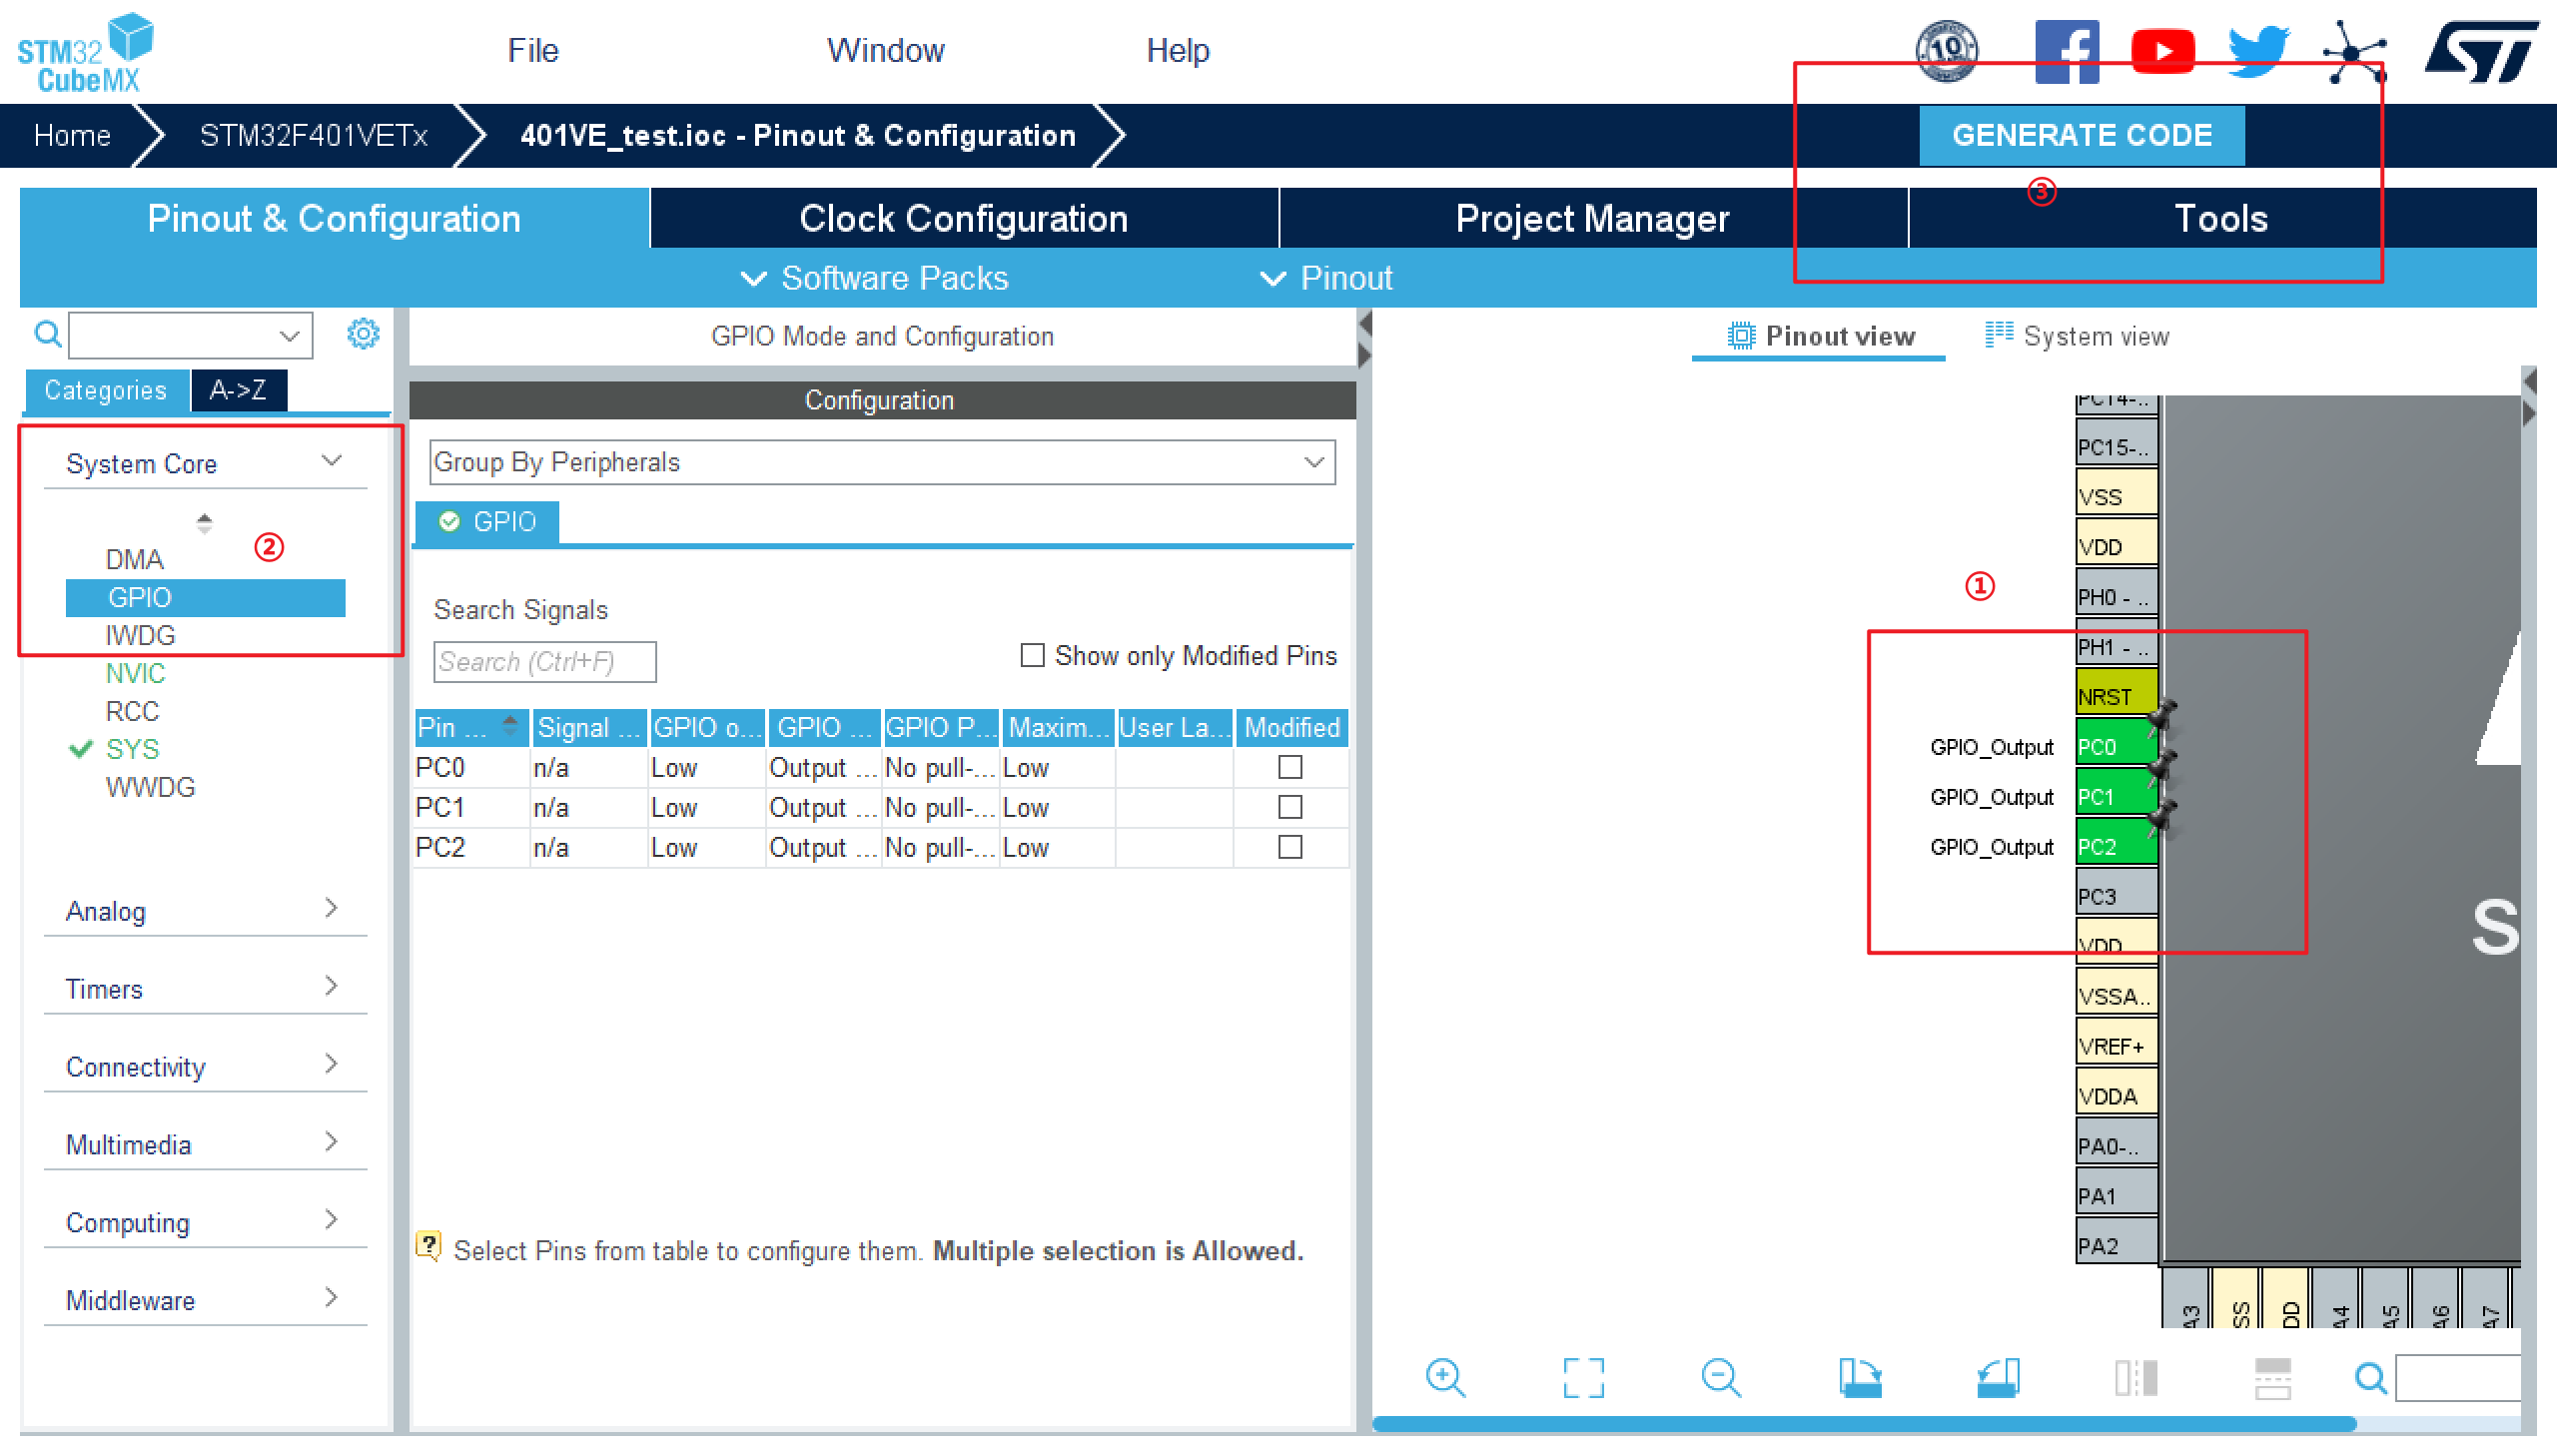 STM32
CubeMX
File
Window
Help
10
f
Home
STM32F401VETx
401VE_test.ioc - Pinout & Configuration
GENERATE CODE
Pinout & Configuration
Clock Configuration
Project Manager
③
Tools
Software Packs
Pinout
GPIO Mode and Configuration
Pinout view
System view
Categories
A->Z
Configuration
System Core
②
DMA
GPIO
IWDG
NVIC
RCC
SYS
WWDG
Analog
Timers
Connectivity
Multimedia
Computing
Middleware
Group By Peripherals
GPIO
Search Signals
Search (Ctrl+F)
Show only Modified Pins
Pin ... Signal ... GPIO o... GPIO ... GPIO P... Maxim... User La... Modified
PC0 n/a Low Output ... No pull-... Low
PC1 n/a Low Output ... No pull-... Low
PC2 n/a Low Output ... No pull-... Low
Select Pins from table to configure them. Multiple selection is Allowed.
PC14-..
PC15-..
VSS
VDD
①
PH0 - ..
PH1 - ..
NRST
GPIO_Output PC0
GPIO_Output PC1
GPIO_Output PC2
PC3
VDD
VSSA..
VREF+
VDDA
PA0-..
PA1
PA2
S
A3
SS
DD
A4
A5
A6
A7